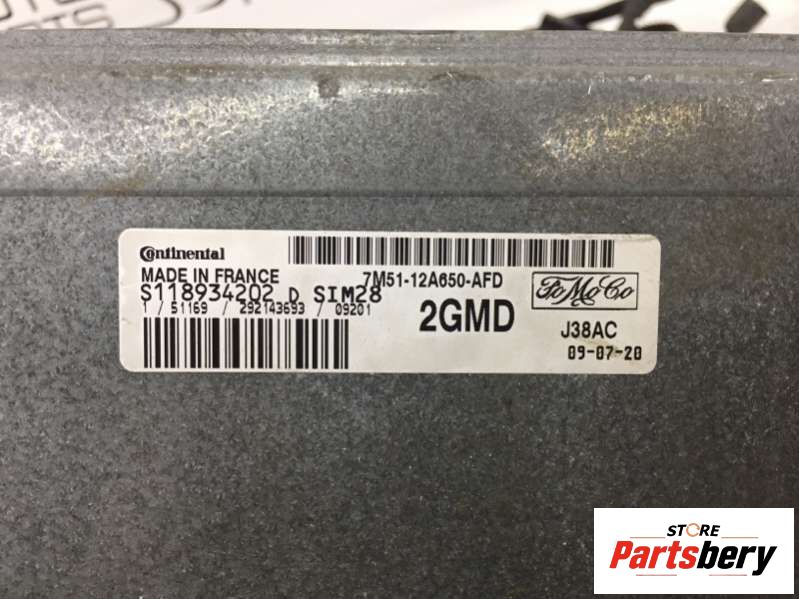 Continental
MADE IN FRANCE
7M51-12A650-AFD
FoMoCo
S118934202 D SIM28
1 / 51169 / 292143693 / 09201
2GMD
J38AC
09-07-20
STORE
Partsbery